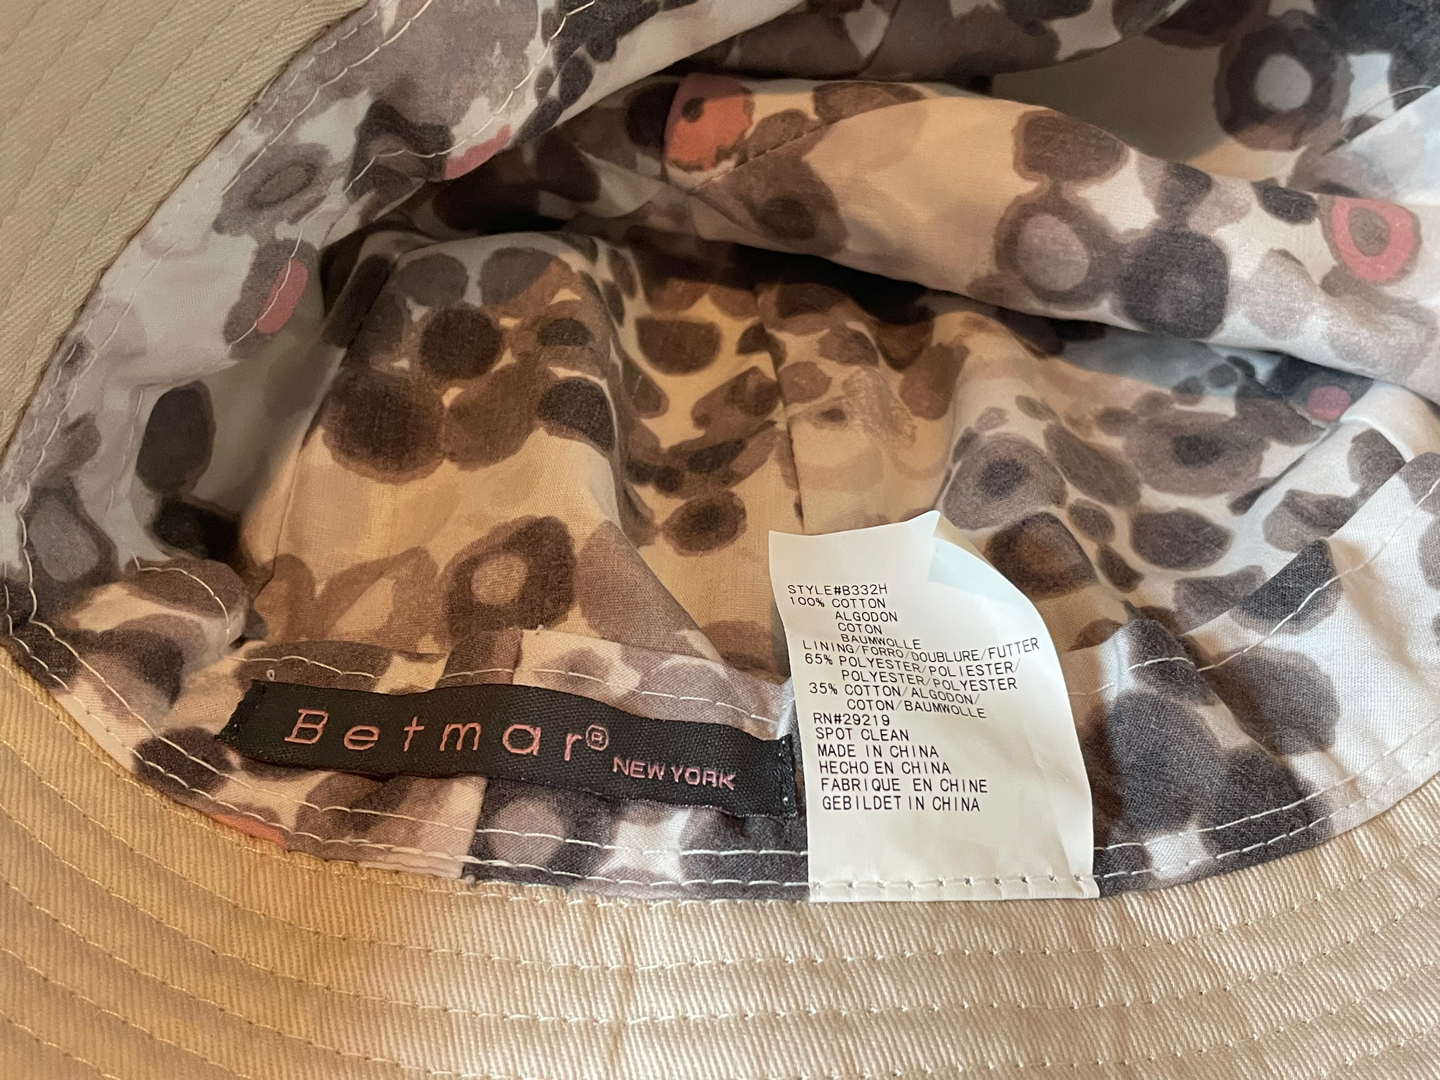 Betmar®
NEW YORK
STYLE#B332H
100% COTTON
ALGODON
COTON
BAUMWOLLE
LINING/FORRO/DOUBLURE/FUTTER
65% POLYESTER/POLIESTER/
POLYESTER/POLYESTER
35% COTTON/ALGODON/
COTON/BAUMWOLLE
RN#29219
SPOT CLEAN
MADE IN CHINA
HECHO EN CHINA
FABRIQUE EN CHINE
GEBILDET IN CHINA